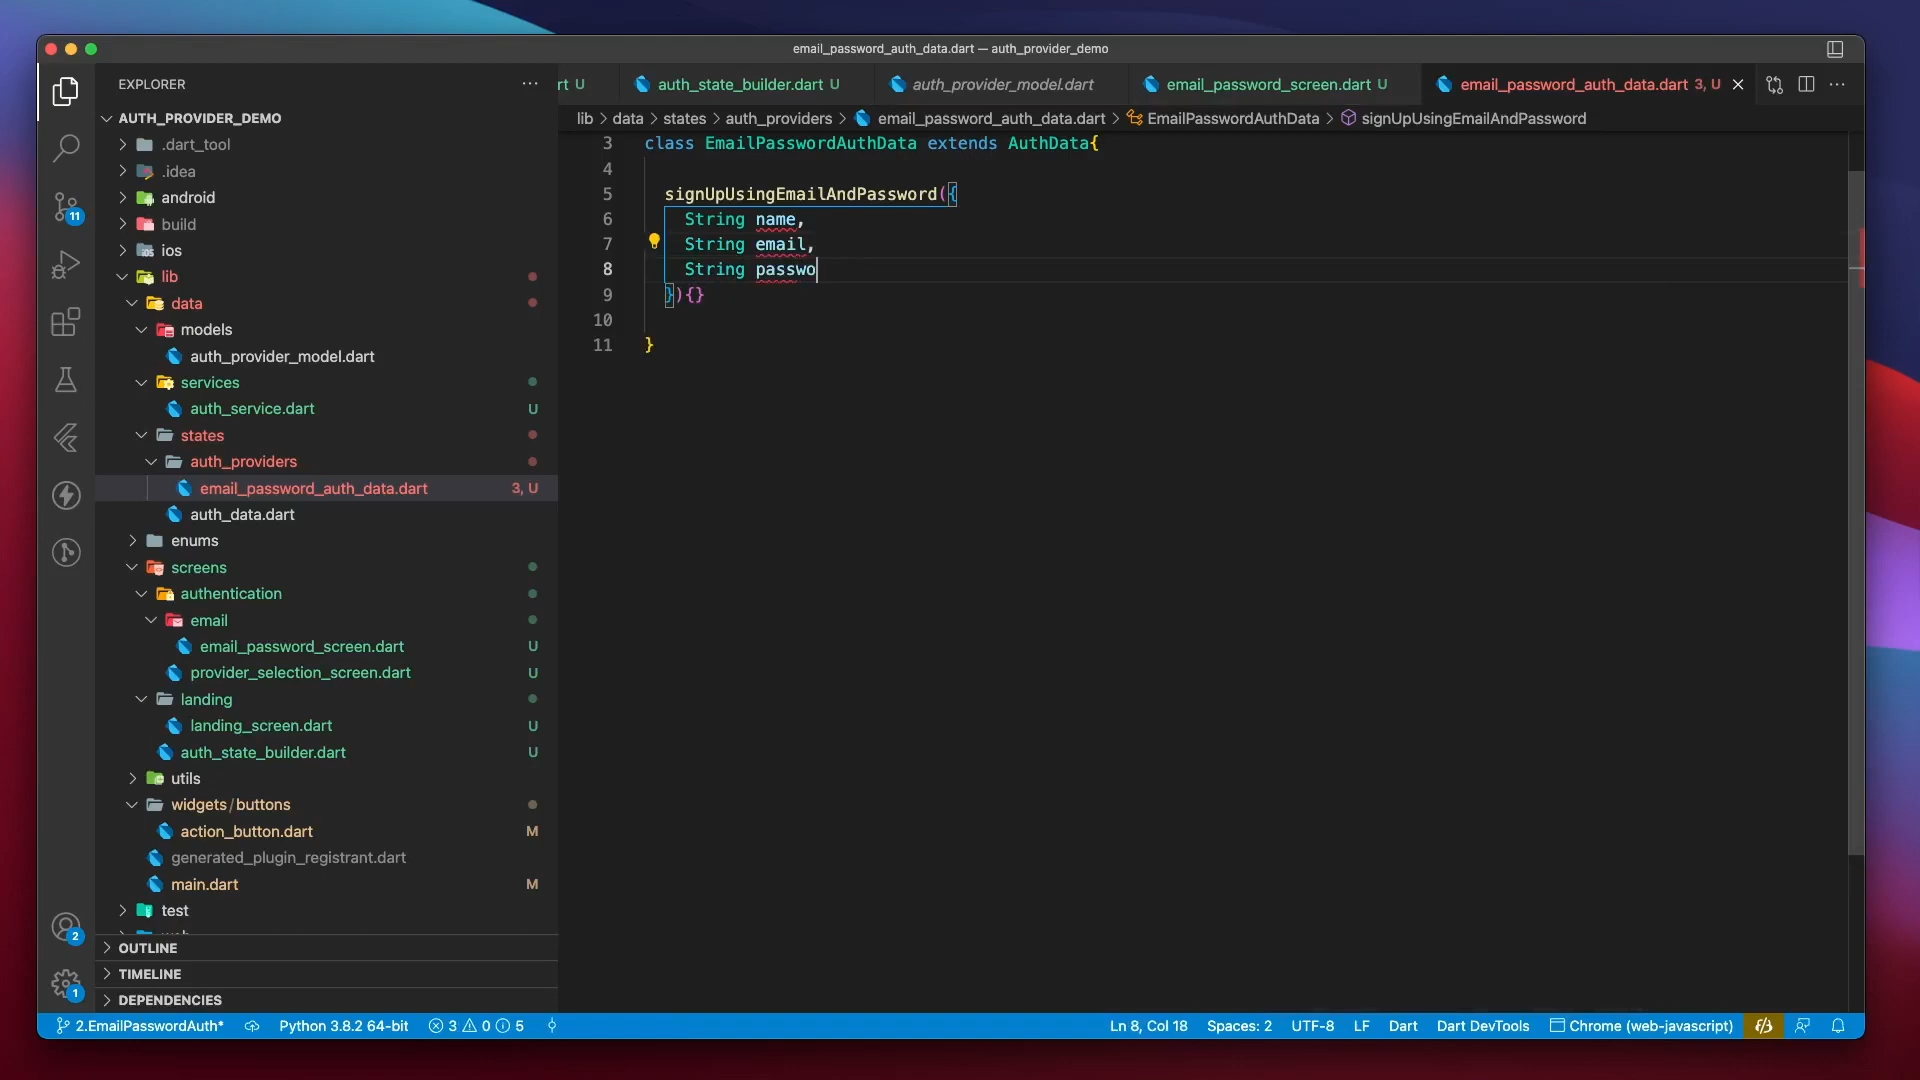 email_password_auth_data.dart — auth_provider_demo
EXPLORER
rt U
auth_state_builder.dart U
auth_provider_model.dart
email_password_screen.dart U
email_password_auth_data.dart 3, U
lib > data > states > auth_providers > email_password_auth_data.dart > EmailPasswordAuthData > signUpUsingEmailAndPassword
AUTH_PROVIDER_DEMO
.dart_tool
.idea
android
build
ios
lib
data
models
auth_provider_model.dart
services
auth_service.dart U
states
auth_providers
email_password_auth_data.dart 3, U
auth_data.dart
enums
screens
authentication
email
email_password_screen.dart U
provider_selection_screen.dart U
landing
landing_screen.dart U
auth_state_builder.dart U
utils
widgets/buttons
action_button.dart M
generated_plugin_registrant.dart
main.dart M
test
OUTLINE
TIMELINE
DEPENDENCIES
3 class EmailPasswordAuthData extends AuthData{
4
5 signUpUsingEmailAndPassword({
6 String name,
7 String email,
8 String passwo
9 }){}
10
11 }
11
2
1
2.EmailPasswordAuth*
Python 3.8.2 64-bit
3 0 5
Ln 8, Col 18
Spaces: 2
UTF-8
LF
Dart
Dart DevTools
Chrome (web-javascript)